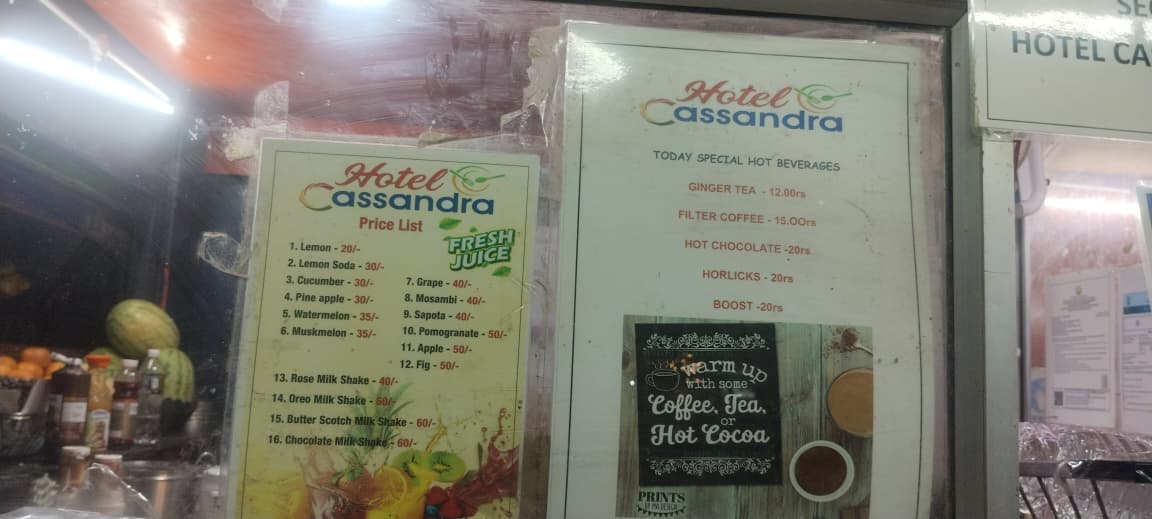 Hotel
Cassandra
Price List
FRESH
JUICE
1. Lemon - 20/-
2. Lemon Soda - 30/-
3. Cucumber - 30/-
4. Pine apple - 30/-
5. Watermelon - 35/-
6. Muskmelon - 35/-
7. Grape - 40/-
8. Mosambi - 40/-
9. Sapota - 40/-
10. Pomogranate - 50/-
11. Apple - 50/-
12. Fig - 50/-
13. Rose Milk Shake - 40/-
14. Oreo Milk Shake - 60/-
15. Butter Scotch Milk Shake - 60/-
16. Chocolate Milk Shake - 60/-
Hotel
Cassandra
TODAY SPECIAL HOT BEVERAGES
GINGER TEA - 12.00rs
FILTER COFFEE - 15.OOrs
HOT CHOCOLATE -20rs
HORLICKS - 20rs
BOOST -20rs
warm up
with some
Coffee, Tea,
or
Hot Cocoa
PRINTS
HOTEL CA